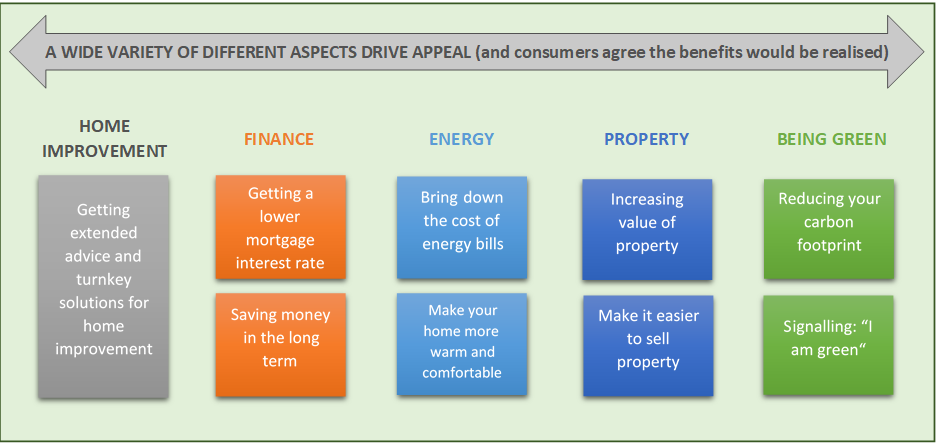 A WIDE VARIETY OF DIFFERENT ASPECTS DRIVE APPEAL (and consumers agree the benefits would be realised)
HOME
IMPROVEMENT
Getting
extended
advice and
turnkey
solutions for
home
improvement
FINANCE
Getting a
lower
mortgage
interest rate
Saving money
in the long
term
ENERGY
Bring down
the cost of
energy bills
Make your
home more
warm and
comfortable
PROPERTY
Increasing
value of
property
Make it easier
to sell
property
BEING GREEN
Reducing your
carbon
footprint
Signalling: “I
am green“